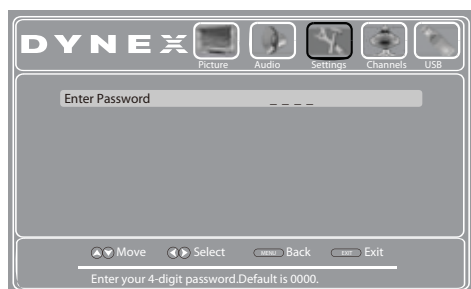 DYNEX
Picture Audio Settings Channels USB
Enter Password _ _ _ _
Move Select MENU Back EXIT Exit
Enter your 4-digit password.Default is 0000.